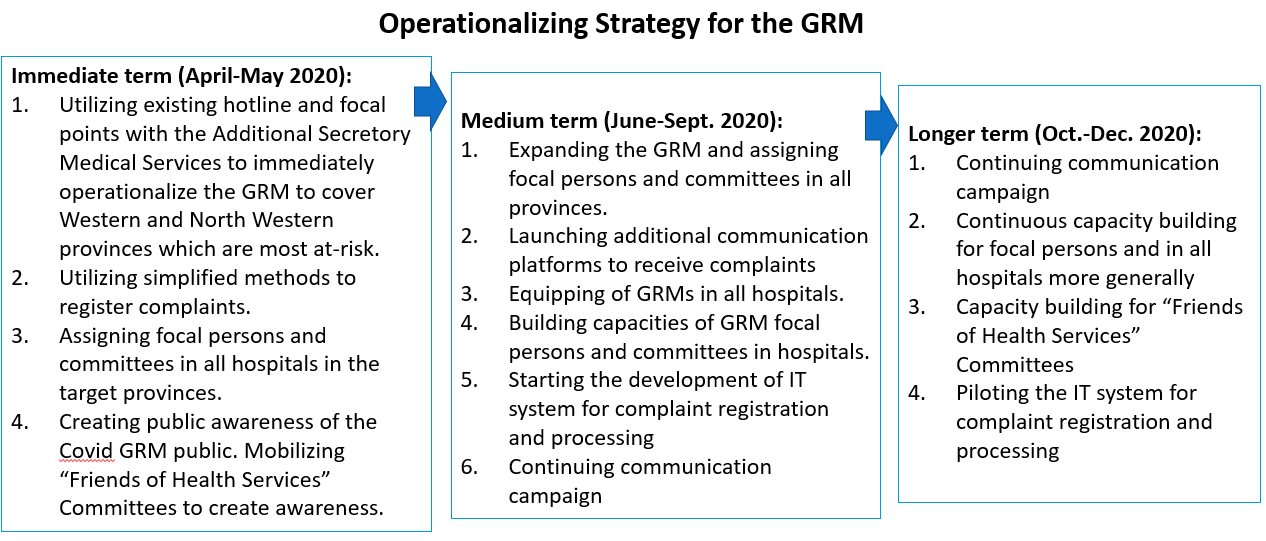 Operationalizing Strategy for the GRM
Immediate term (April-May 2020):
1. Utilizing existing hotline and focal
points with the Additional Secretory
Medical Services to immediately
operationalize the GRM to cover
Western and North Western
provinces which are most at-risk.
2. Utilizing simplified methods to
register complaints.
3. Assigning focal persons and
committees in all hospitals in the
target provinces.
4. Creating public awareness of the
Covid GRM public. Mobilizing
“Friends of Health Services”
Committees to create awareness.
Medium term (June-Sept. 2020):
1. Expanding the GRM and assigning
focal persons and committees in all
provinces.
2. Launching additional communication
platforms to receive complaints
3. Equipping of GRMs in all hospitals.
4. Building capacities of GRM focal
persons and committees in hospitals.
5. Starting the development of IT
system for complaint registration
and processing
6. Continuing communication
campaign
Longer term (Oct.-Dec. 2020):
1. Continuing communication
campaign
2. Continuous capacity building
for focal persons and in all
hospitals more generally
3. Capacity building for “Friends
of Health Services”
Committees
4. Piloting the IT system for
complaint registration and
processing